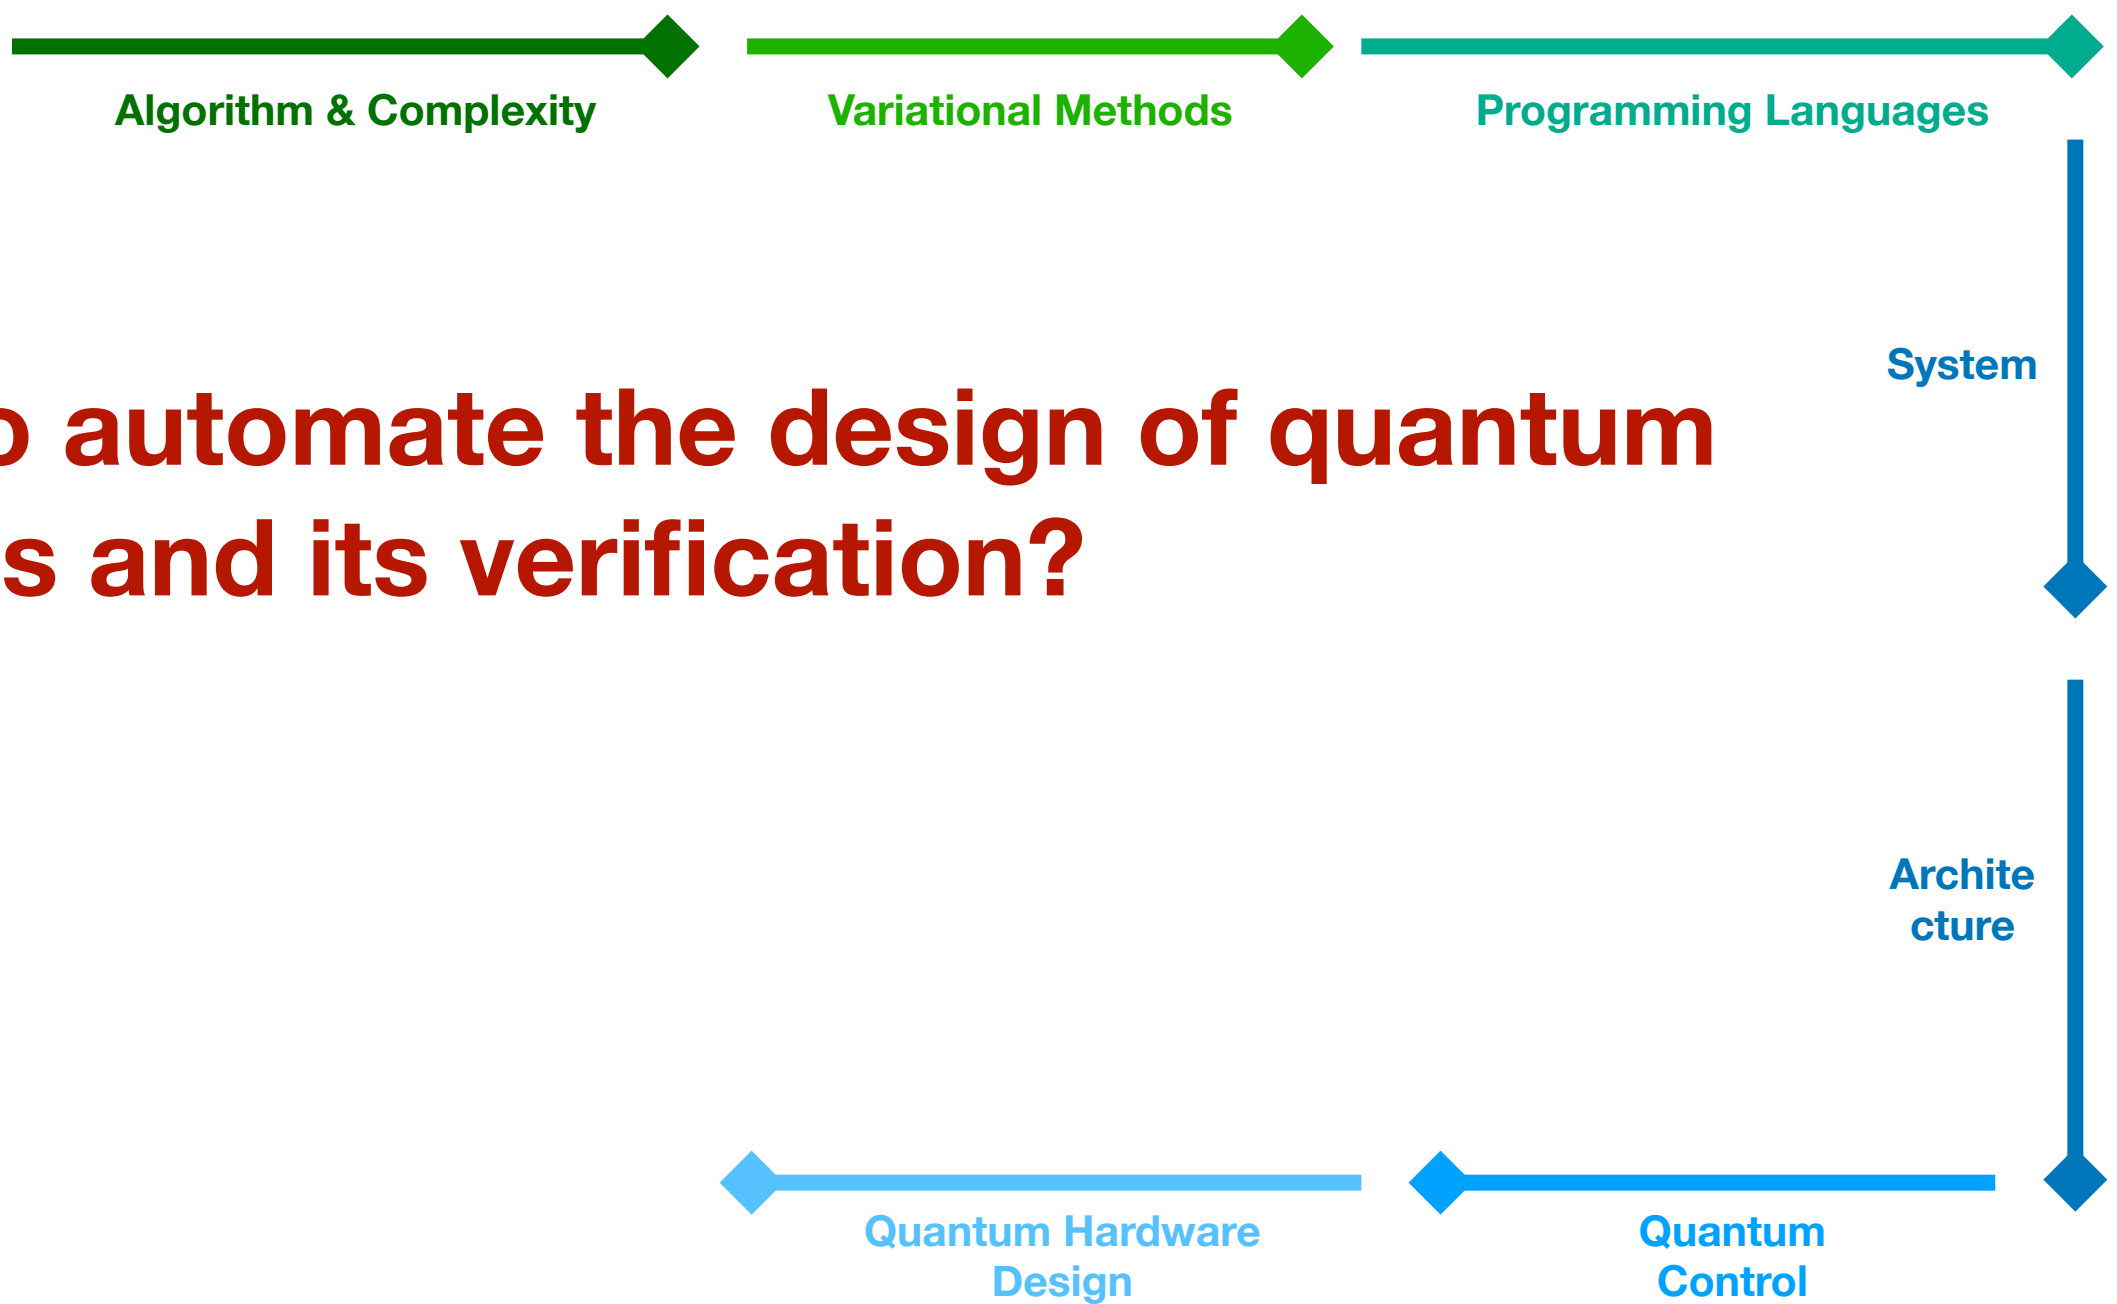 Algorithm & Complexity
Variational Methods
Programming Languages
System
automate the design of quantum
and its verification?
Archite
cture
Quantum Hardware
Design
Quantum
Control